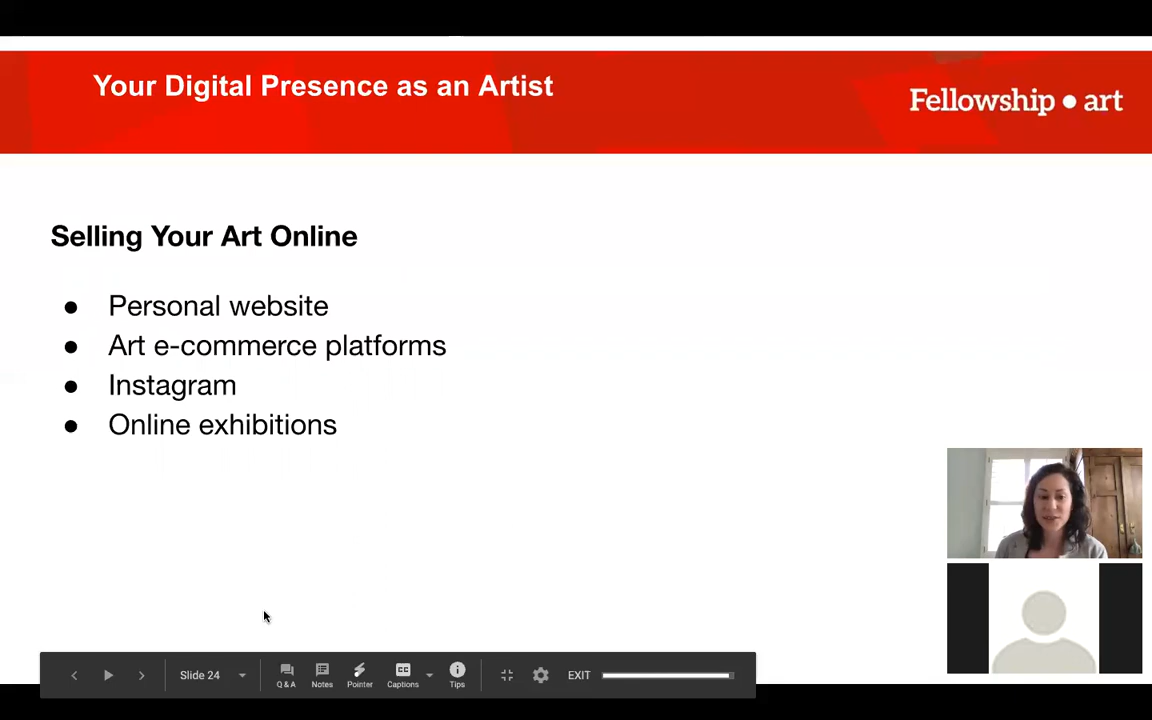 Your Digital Presence as an Artist
Fellowship ● art
Selling Your Art Online
● Personal website
● Art e-commerce platforms
● Instagram
● Online exhibitions
Slide 24
Q & A
Notes
Pointer
CC
Captions
Tips
EXIT